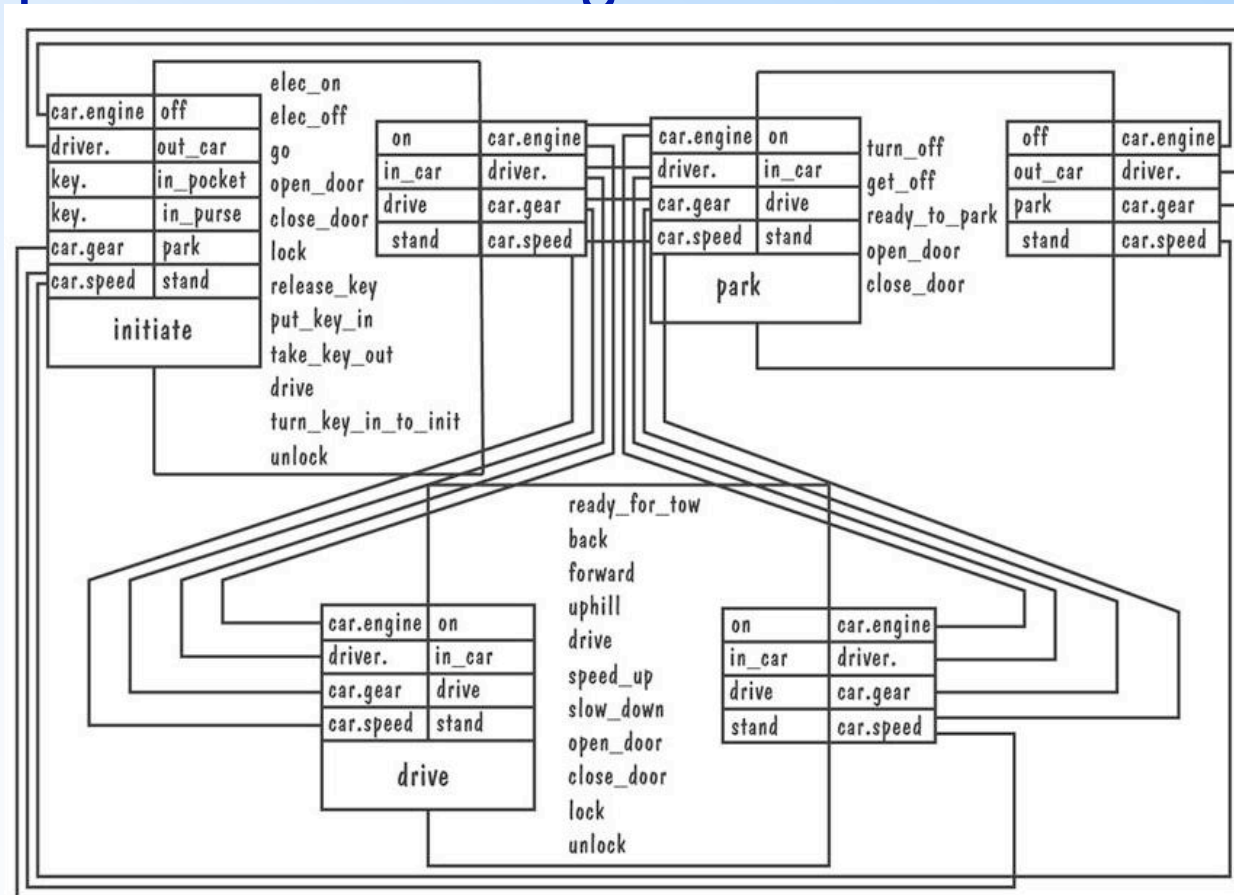 car.engine off
driver. out_car
key. in_pocket
key. in_purse
car.gear park
car.speed stand
initiate
elec_on
elec_off
go
open_door
close_door
lock
release_key
put_key_in
take_key_out
drive
turn_key_in_to_init
unlock
on car.engine
in_car driver.
drive car.gear
stand car.speed
car.engine on
driver. in_car
car.gear drive
car.speed stand
park
turn_off
get_off
ready_to_park
open_door
close_door
off car.engine
out_car driver.
park car.gear
stand car.speed
car.engine on
driver. in_car
car.gear drive
car.speed stand
drive
ready_for_tow
back
forward
uphill
drive
speed_up
slow_down
open_door
close_door
lock
unlock
on car.engine
in_car driver.
drive car.gear
stand car.speed